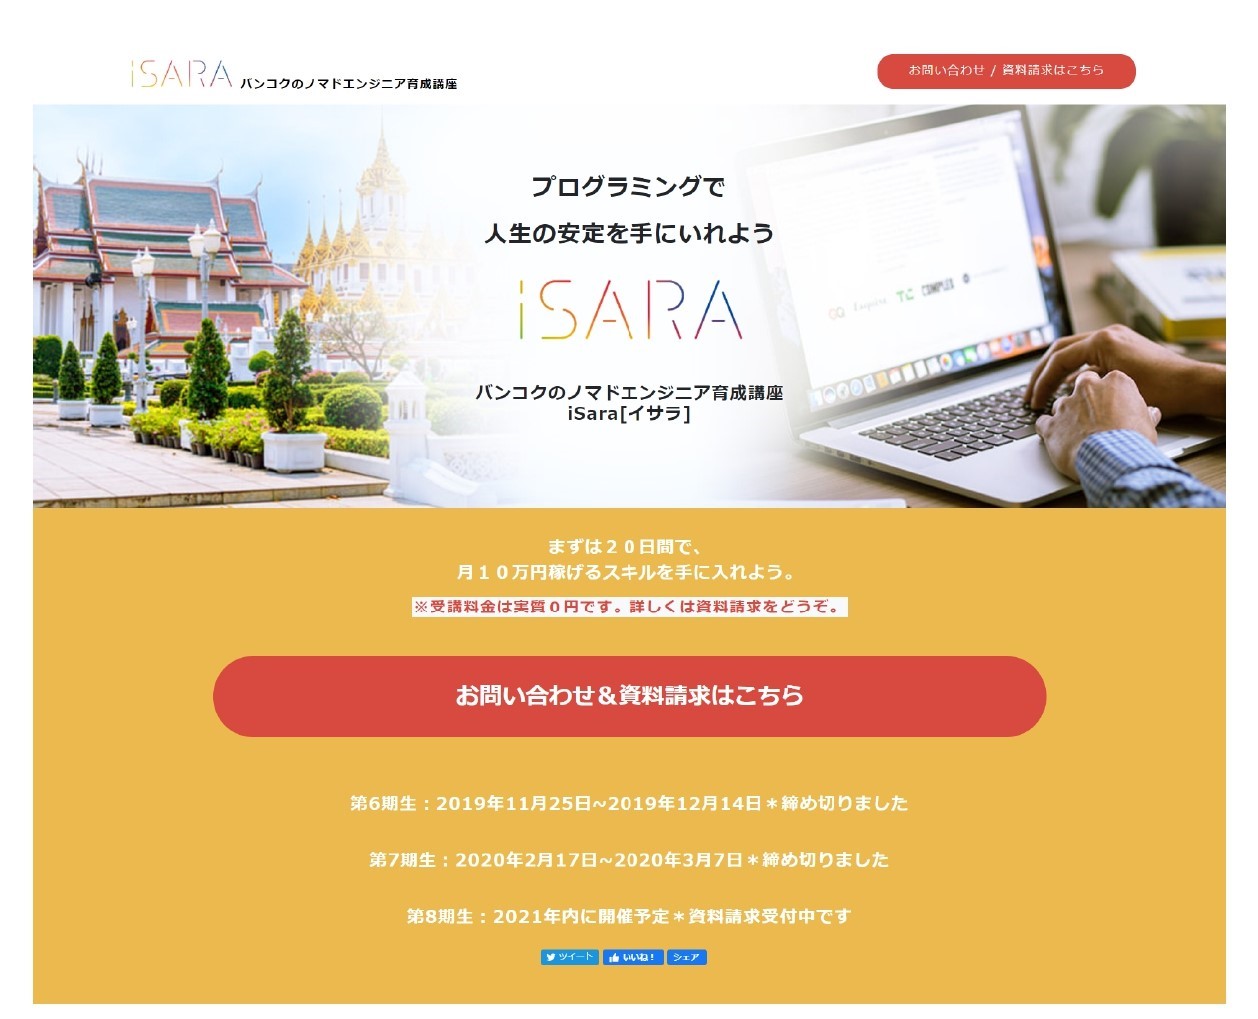 iSARA バンコクのノマドエンジニア育成講座
お問い合わせ / 資料請求はこちら
プログラミングで
人生の安定を手にいれよう
iSARA
バンコクのノマドエンジニア育成講座
iSara[イサラ]
GQ Esquire TC COMPLEX
まずは２０日間で、
月１０万円稼げるスキルを手に入れよう。
※受講料金は実質０円です。詳しくは資料請求をどうぞ。
お問い合わせ＆資料請求はこちら
第6期生：2019年11月25日~2019年12月14日＊締め切りました
第7期生：2020年2月17日~2020年3月7日＊締め切りました
第8期生：2021年内に開催予定＊資料請求受付中です
ツイート いいね！ シェア